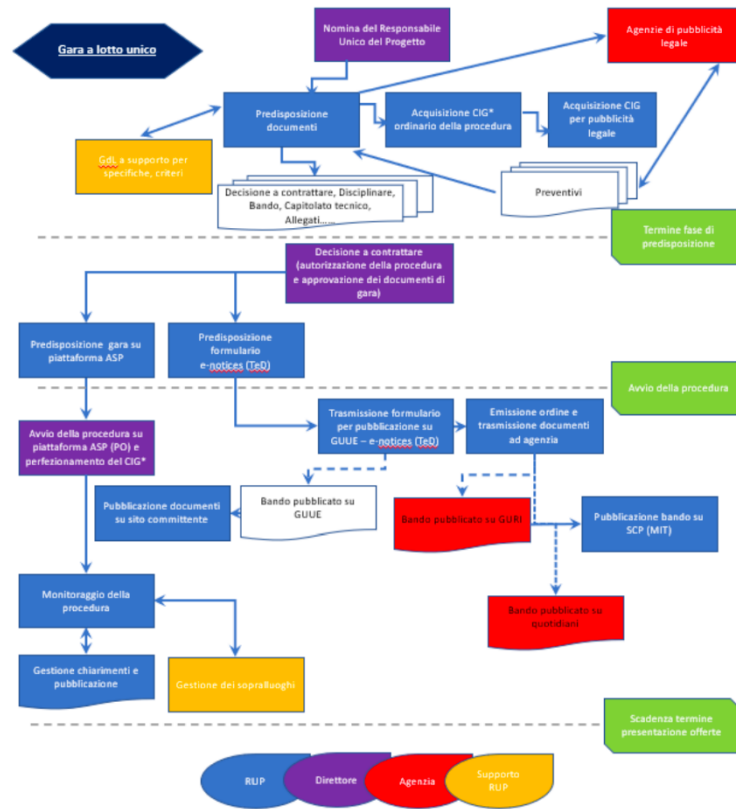 Gara a lotto unico
Nomina del Responsabile
Unico del Progetto
Agenzie di pubblicità
legale
Predisposizione
documenti
Acquisizione CIG*
ordinario della procedura
Acquisizione CIG
per pubblicità
legale
GdL a supporto per
specifiche, criteri
Decisione a contrattare, Disciplinare,
Bando, Capitolato tecnico,
Allegati.....
Preventivi
Termine fase di
predisposizione
Decisione a contrattare
(autorizzazione della procedura
e approvazione dei documenti di
gara)
Predisposizione gara su
piattaforma ASP
Predisposizione
formulario
e-notices (TeD)
Avvio della procedura
Avvio della procedura su
piattaforma ASP (PO) e
perfezionamento del CIG*
Trasmissione formulario
per pubblicazione su
GUUE – e-notices (TeD)
Emissione ordine e
trasmissione documenti
ad agenzia
Pubblicazione documenti
su sito committente
Bando pubblicato su
GUUE
Bando pubblicato su GURI
Pubblicazione bando su
SCP (MIT)
Monitoraggio della
procedura
Bando pubblicato su
quotidiani
Gestione chiarimenti e
pubblicazione
Gestione dei sopralluoghi
Scadenza termine
presentazione offerte
RUP
Direttore
Agenzia
Supporto
RUP